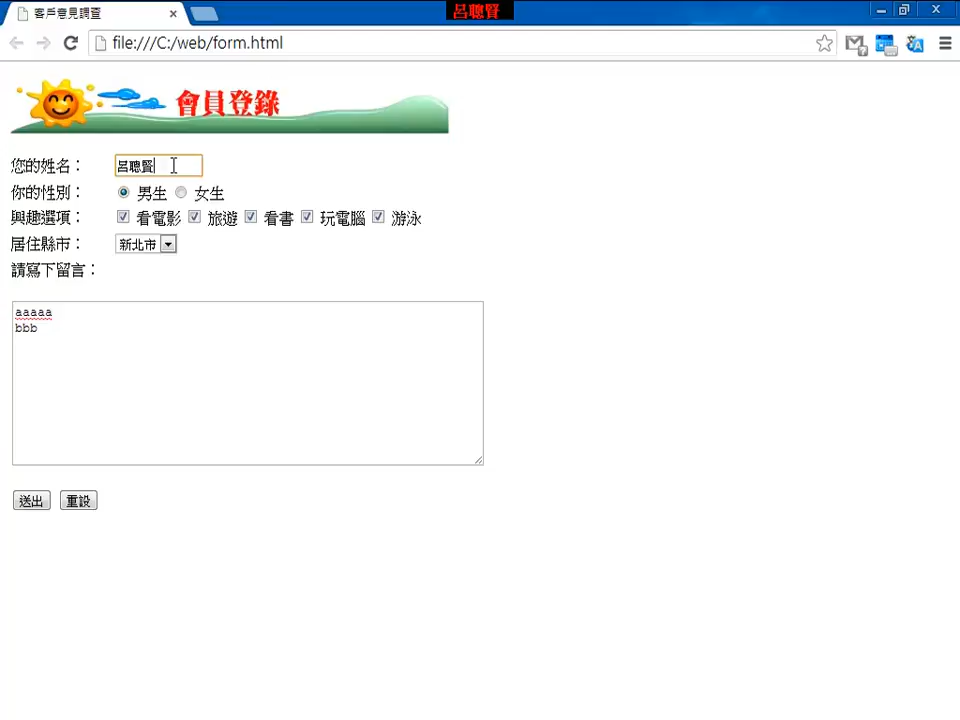 呂聰賢
客戶意見調查
file:///C:/web/form.html
會員登錄
您的姓名： 呂聰賢
你的性別： 男生 女生
興趣選項： 看電影 旅遊 看書 玩電腦 游泳
居住縣市： 新北市
請寫下留言：
aaaaa
bbb
送出 重設